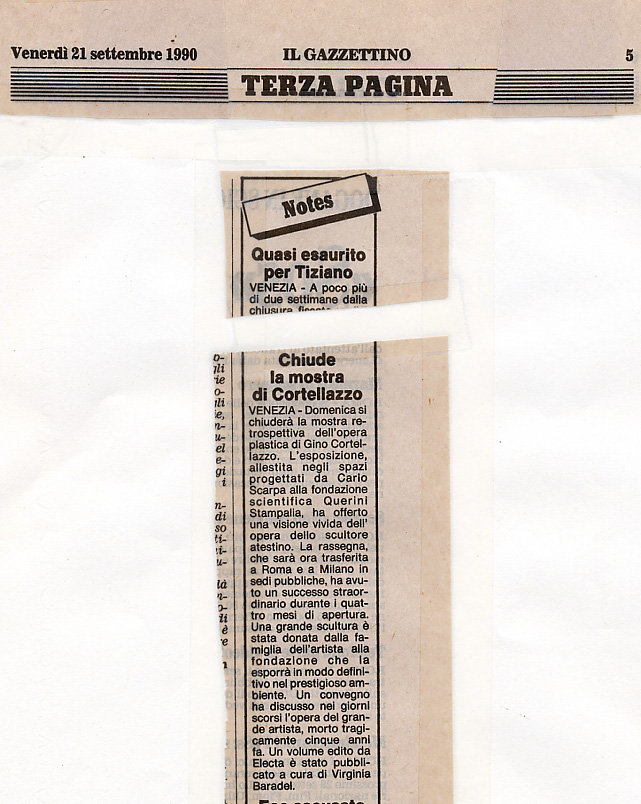 Venerdì 21 settembre 1990 IL GAZZETTINO 5
TERZA PAGINA
Notes
Quasi esaurito
per Tiziano
VENEZIA - A poco più
di due settimane dalla
chiusura
Chiude
la mostra
di Cortellazzo
VENEZIA - Domenica si
chiuderà la mostra re-
trospettiva dell'opera
plastica di Gino Cortel-
lazzo. L'esposizione,
allestita negli spazi
progettati da Carlo
Scarpa alla fondazione
scientifica Querini
Stampalia, ha offerto
una visione vivida dell'
opera dello scultore
atestino. La rassegna,
che sarà ora trasferita
a Roma e a Milano in
sedi pubbliche, ha avu-
to un successo straor-
dinario durante i quat-
tro mesi di apertura.
Una grande scultura è
stata donata dalla fa-
miglia dell'artista alla
fondazione che la
esporrà in modo defini-
tivo nel prestigioso am-
biente. Un convegno
ha discusso nei giorni
scorsi l'opera del gran-
de artista, morto tragi-
camente cinque anni
fa. Un volume edito da
Electa è stato pubbli-
cato a cura di Virginia
Baradel.